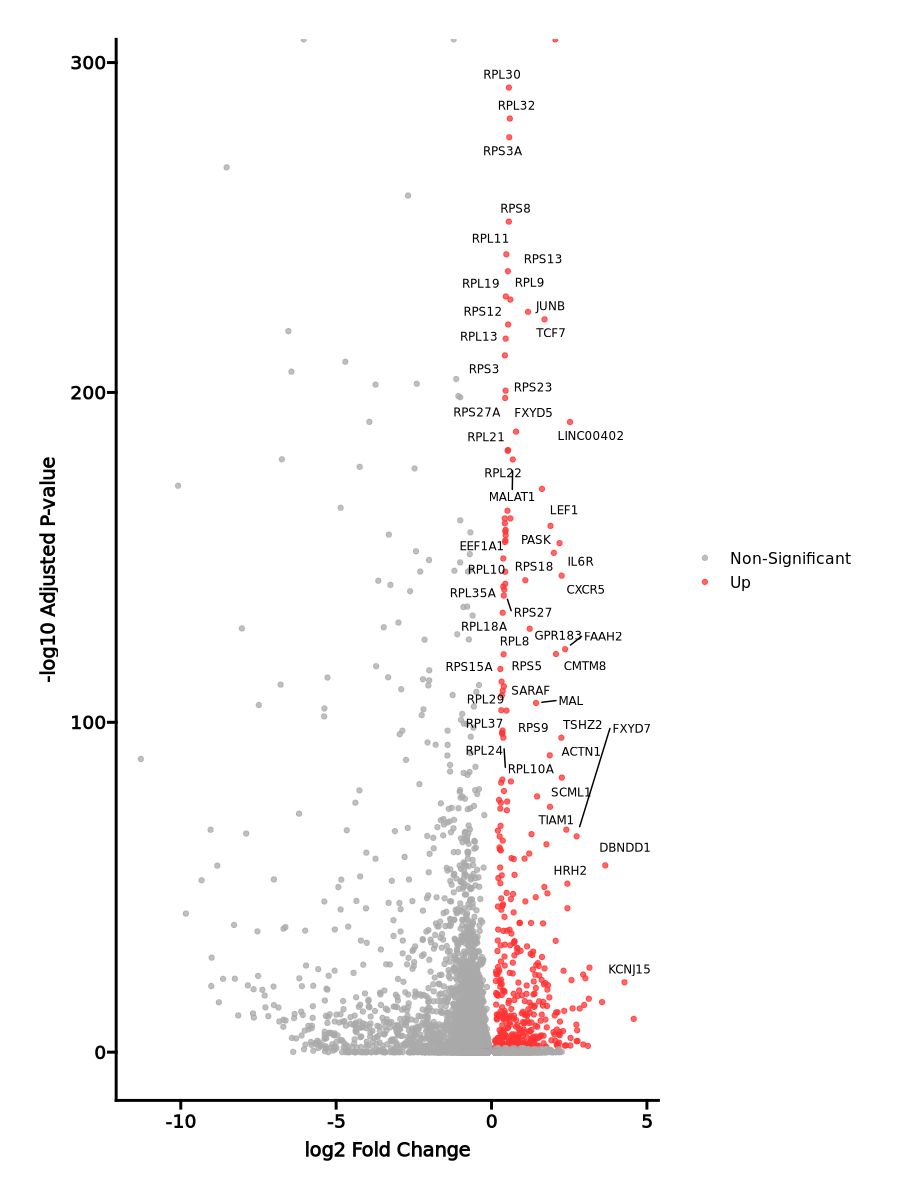 300
RPL30
RPL32
RPS3A
RPS8
RPL11
RPS13
RPL19
RPL9
JUNB
RPS12
TCF7
RPL13
RPS3
RPS23
200
RPS27A
FXYD5
LINC00402
RPL21
RPL22
MALAT1
LEF1
EEF1A1
PASK
Non-Significant
IL6R
RPL10
RPS18
Up
CXCR5
RPL35A
RPS27
RPL18A
GPR183
FAAH2
RPL8
RPS15A
RPS5
CMTM8
SARAF
RPL29
MAL
100
RPL37
RPS9
TSHZ2
FXYD7
RPL24
ACTN1
RPL10A
SCML1
TIAM1
DBNDD1
HRH2
KCNJ15
0
-log10 Adjusted P-value
-10
-5
0
5
log2 Fold Change